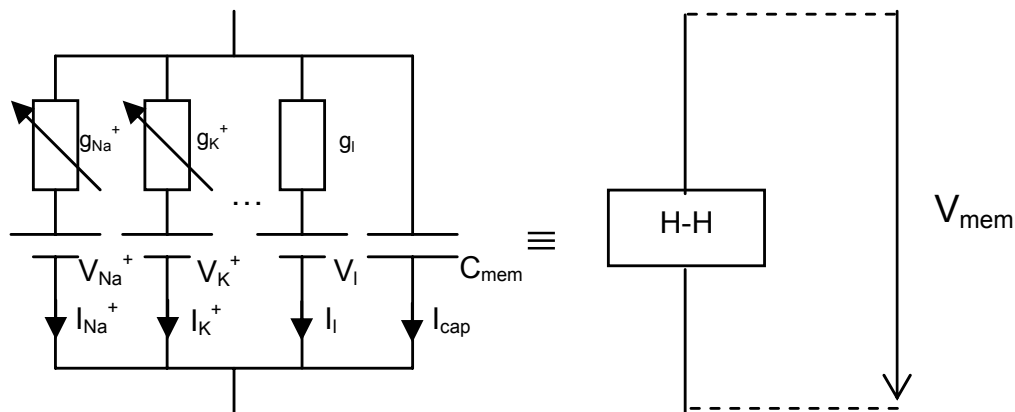 g_Na^+ g_K^+ g_l
...
H-H
V_mem
≡
V_Na^+ V_K^+ V_l C_mem
I_Na^+ I_K^+ I_l I_cap